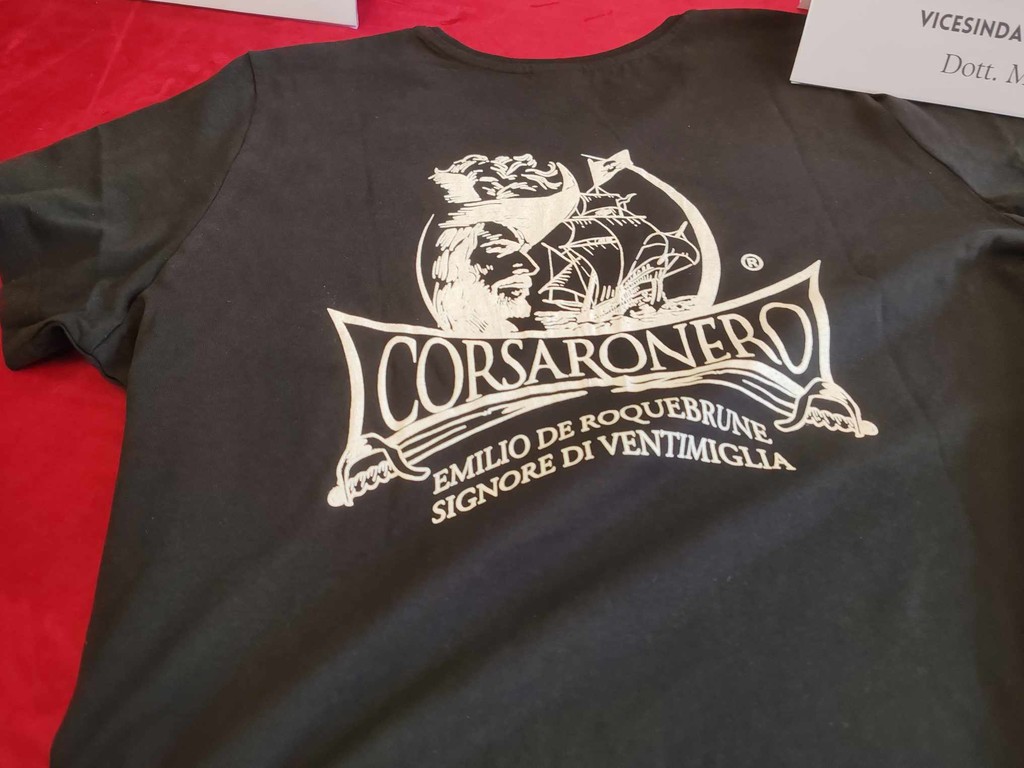 VICESINDA
Dott. M
®
CORSARONERO
EMILIO DE ROQUEBRUNE
SIGNORE DI VENTIMIGLIA